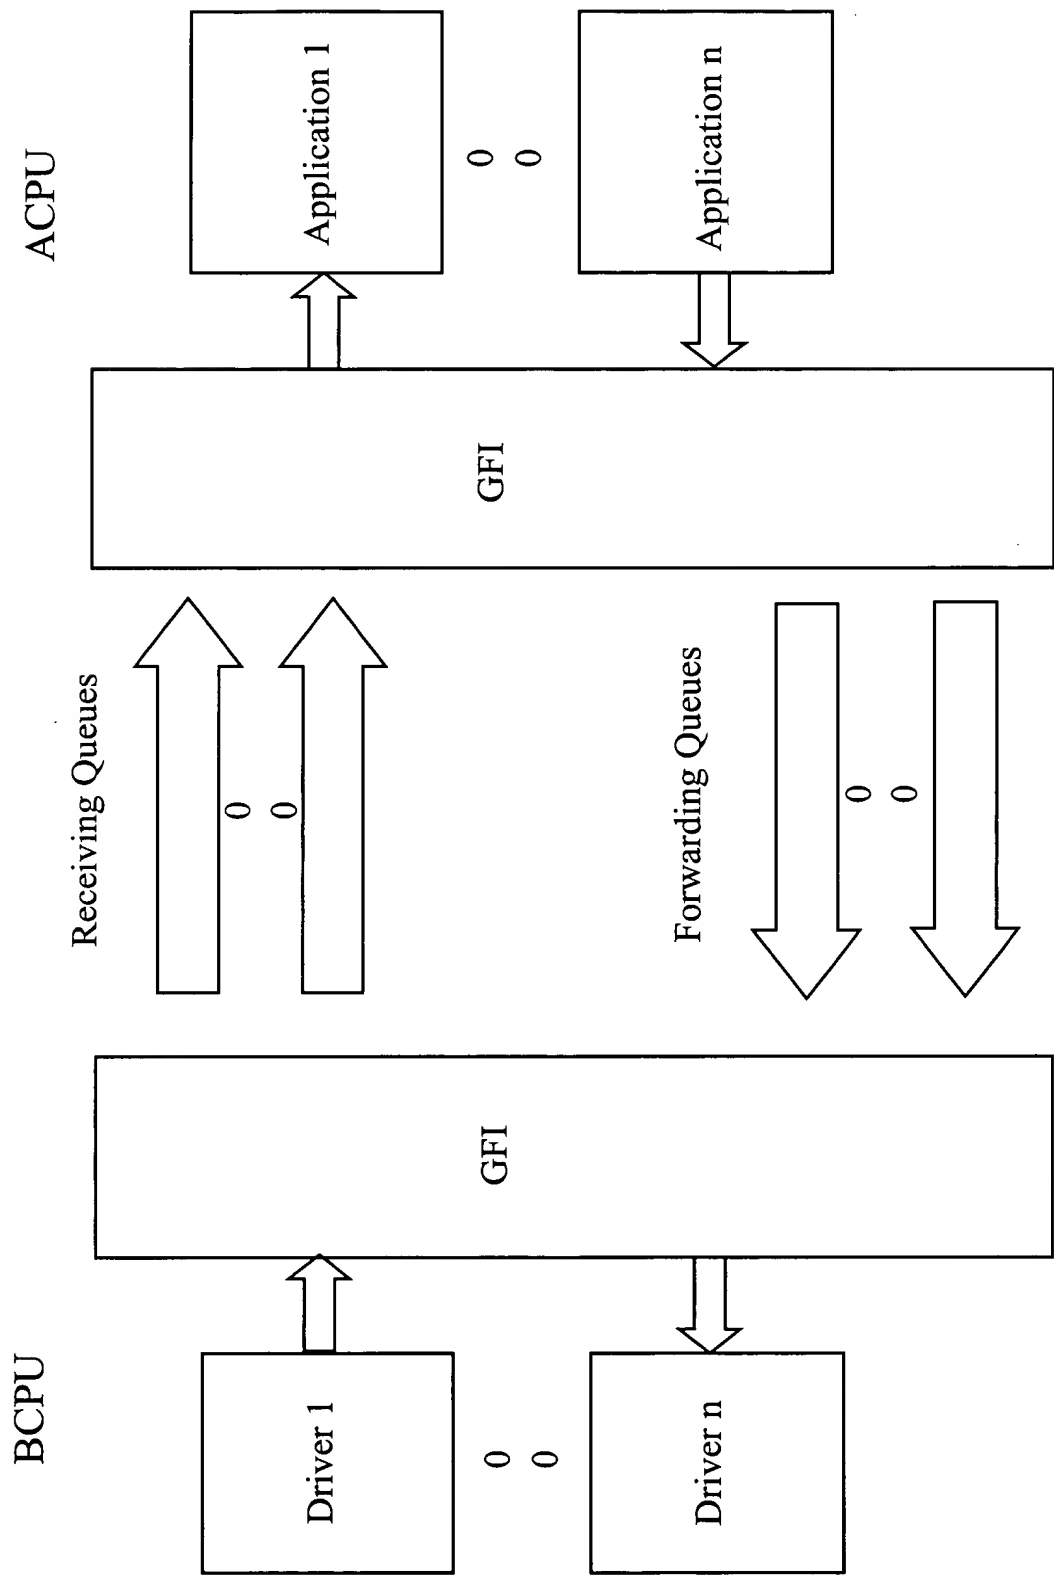 BCPU
ACPU
Receiving Queues
0
0
Driver 1
Application 1
0
0
0
0
GFI
GFI
Forwarding Queues
Driver n
Application n
0
0